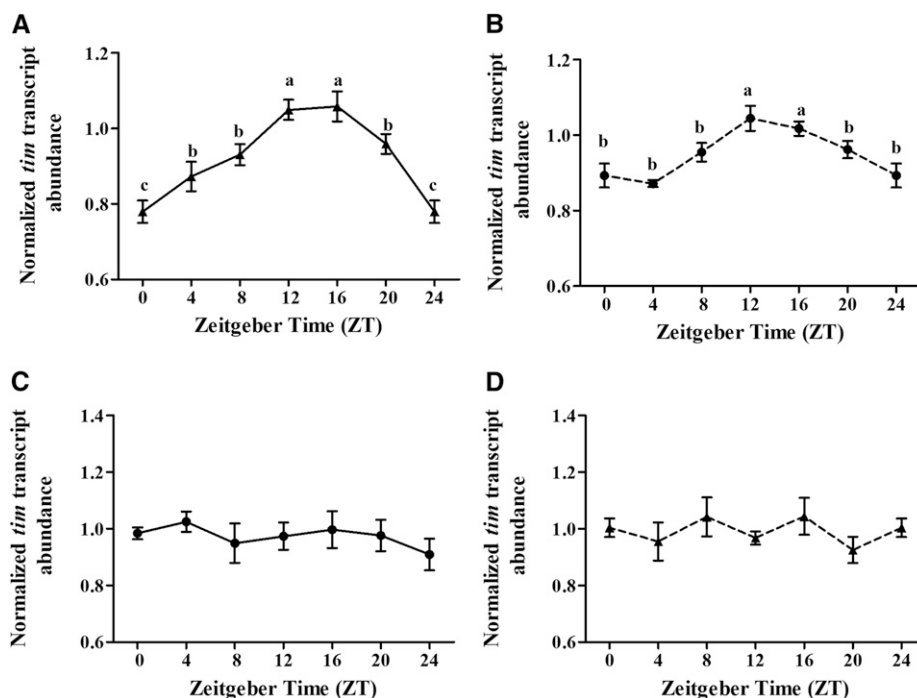 A
Normalized tim transcript
abundance
1.2
1.0
0.8
0.6
c
b
b
a
a
b
c
0 4 8 12 16 20 24
Zeitgeber Time (ZT)
B
Normalized tim transcript
abundance
1.2
1.0
0.8
0.6
b
b
b
a
a
b
b
0 4 8 12 16 20 24
Zeitgeber Time (ZT)
C
Normalized tim transcript
abundance
1.4
1.2
1.0
0.8
0.6
0 4 8 12 16 20 24
Zeitgeber Time (ZT)
D
Normalized tim transcript
abundance
1.4
1.2
1.0
0.8
0.6
0 4 8 12 16 20 24
Zeitgeber Time (ZT)